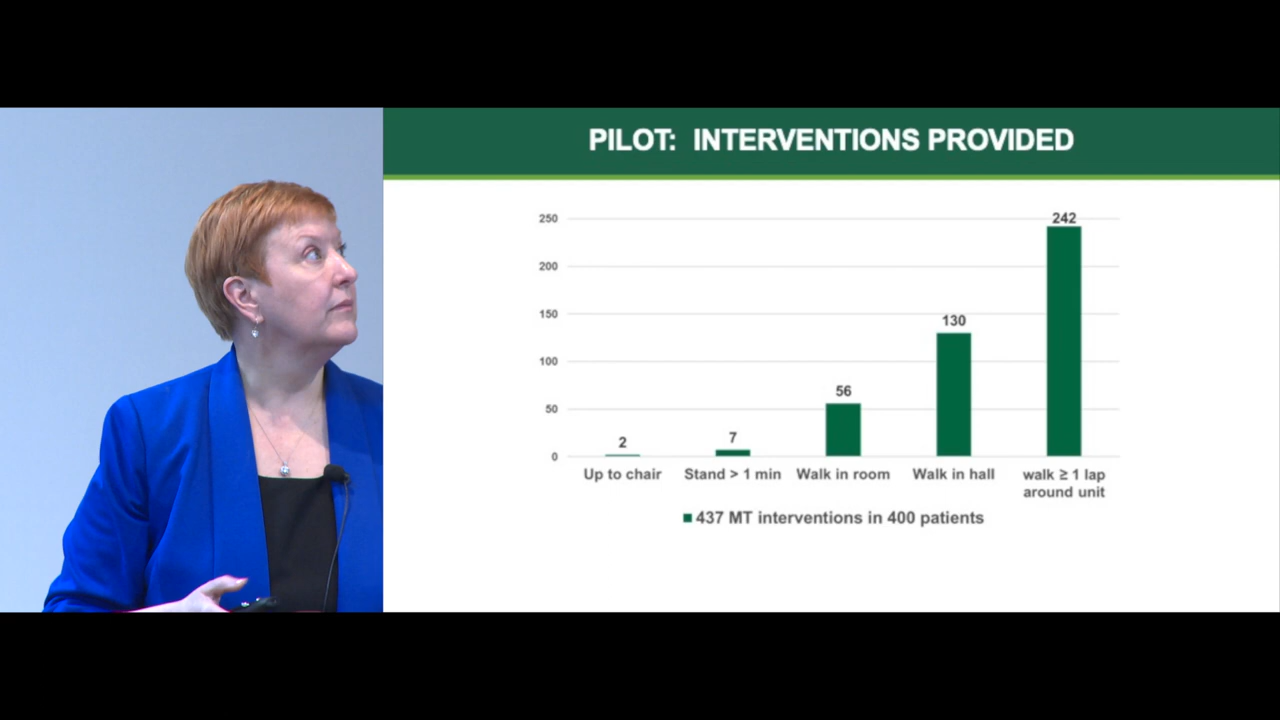 PILOT: INTERVENTIONS PROVIDED
250
200
150
100
50
0
2
7
56
130
242
Up to chair
Stand > 1 min
Walk in room
Walk in hall
walk ≥ 1 lap
around unit
437 MT interventions in 400 patients